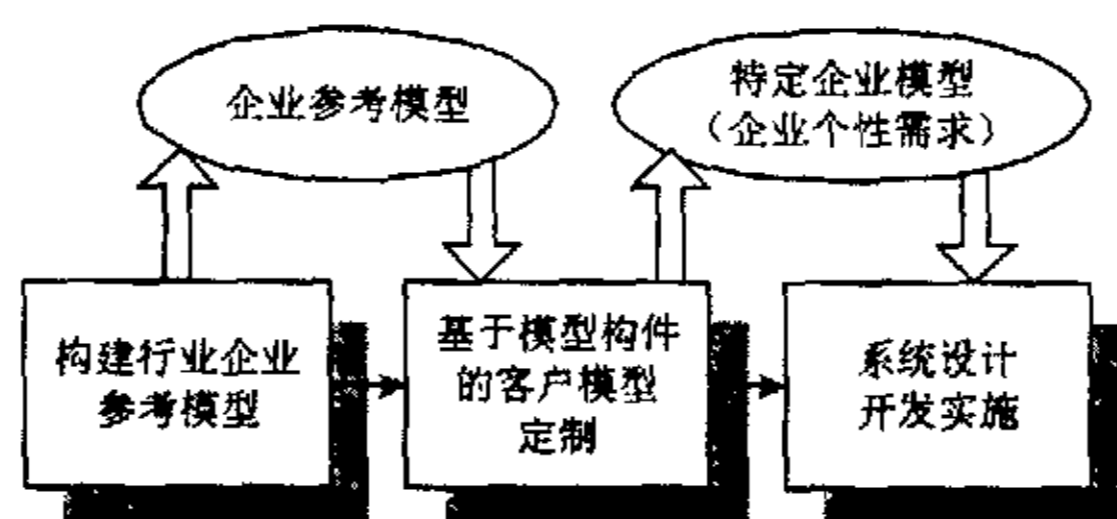 企业参考模型
特定企业模型
(企业个性需求)
构建行业企业
参考模型
基于模型构件
的客户模型
定制
系统设计
开发实施